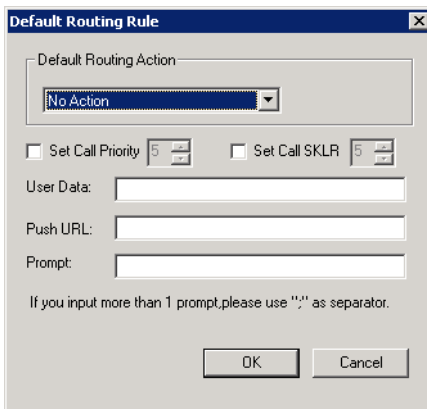 Default Routing Rule
Default Routing Action
No Action
Set Call Priority 5 Set Call SKLR 5
User Data:
Push URL:
Prompt:
If you input more than 1 prompt,please use ";" as separator.
OK Cancel